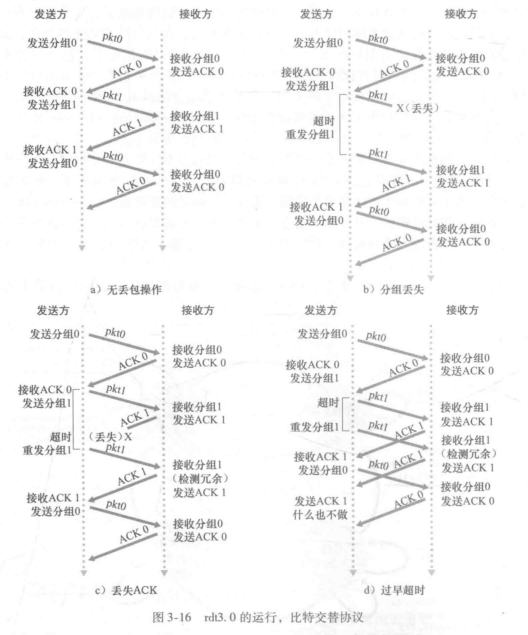 发送方 接收方
发送分组0
pkt0
接收分组0
发送ACK 0
ACK 0
接收ACK 0
发送分组1
pkt1
接收分组1
发送ACK 1
ACK 1
接收ACK 1
发送分组0
pkt0
接收分组0
发送ACK 0
ACK 0
a）无丢包操作
发送方 接收方
发送分组0
pkt0
接收分组0
发送ACK 0
ACK 0
接收ACK 0
发送分组1
pkt1
X（丢失）
超时
重发分组1
pkt1
接收分组1
发送ACK 1
ACK 1
接收ACK 1
发送分组0
pkt0
接收分组0
发送ACK 0
ACK 0
b）分组丢失
发送方 接收方
发送分组0
pkt0
接收分组0
发送ACK 0
ACK 0
接收ACK 0
发送分组1
pkt1
接收分组1
发送ACK 1
ACK 1
（丢失）X
超时
重发分组1
pkt1
接收分组1
（检测冗余）
发送ACK 1
ACK 1
接收ACK 1
发送分组0
pkt0
接收分组0
发送ACK 0
ACK 0
c）丢失ACK
发送方 接收方
发送分组0
pkt0
接收分组0
发送ACK 0
ACK 0
接收ACK 0
发送分组1
pkt1
超时
接收分组1
发送ACK 1
重发分组1
pkt1
ACK 1
接收分组1
（检测冗余）
发送ACK 1
接收ACK 1
发送分组0
pkt0
ACK 1
接收分组0
发送ACK 0
发送ACK 1
什么也不做
ACK 0
d）过早超时
图 3-16 rdt3. 0 的运行，比特交替协议